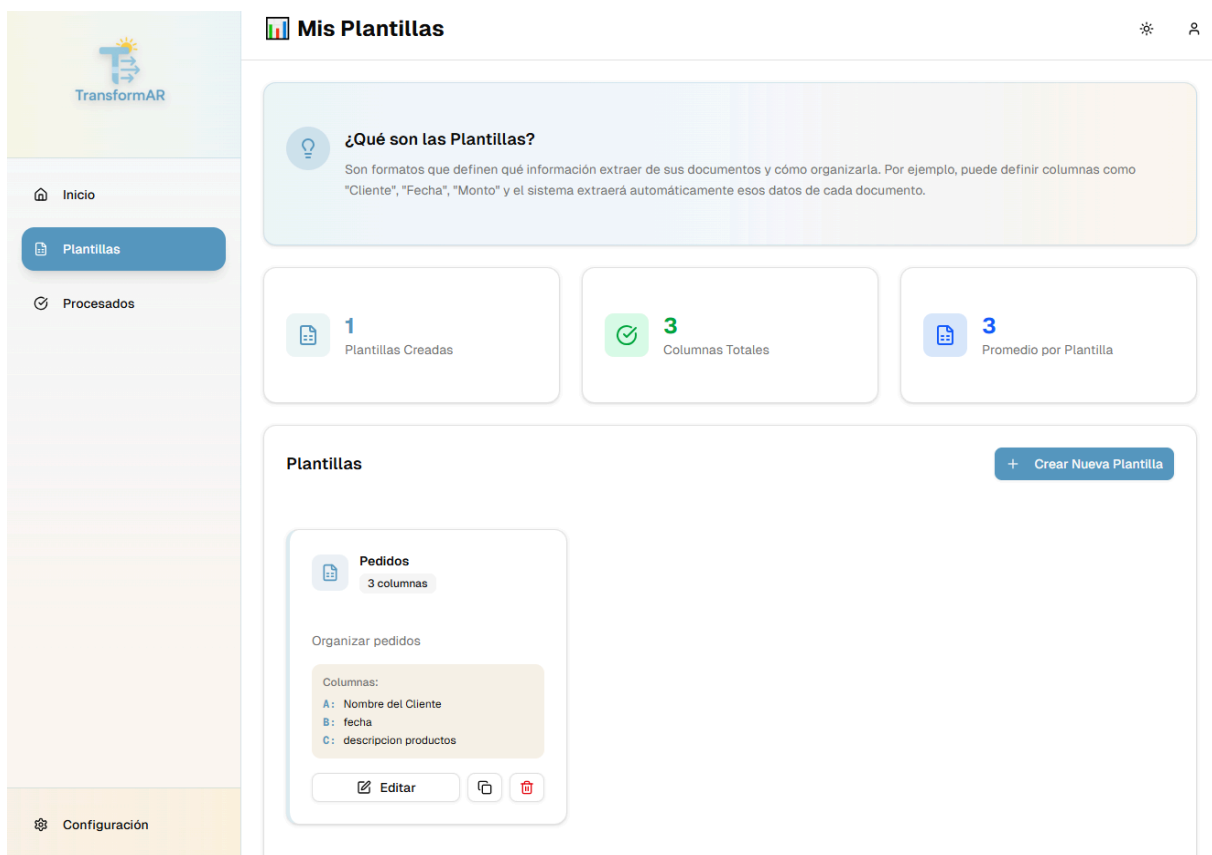 TransformAR
Inicio
Plantillas
Procesados
Configuración
Mis Plantillas
¿Qué son las Plantillas?
Son formatos que definen qué información extraer de sus documentos y cómo organizarla. Por ejemplo, puede definir columnas como
"Cliente", "Fecha", "Monto" y el sistema extraerá automáticamente esos datos de cada documento.
1
Plantillas Creadas
3
Columnas Totales
3
Promedio por Plantilla
Plantillas
+ Crear Nueva Plantilla
Pedidos
3 columnas
Organizar pedidos
Columnas:
A: Nombre del Cliente
B: fecha
C: descripcion productos
Editar